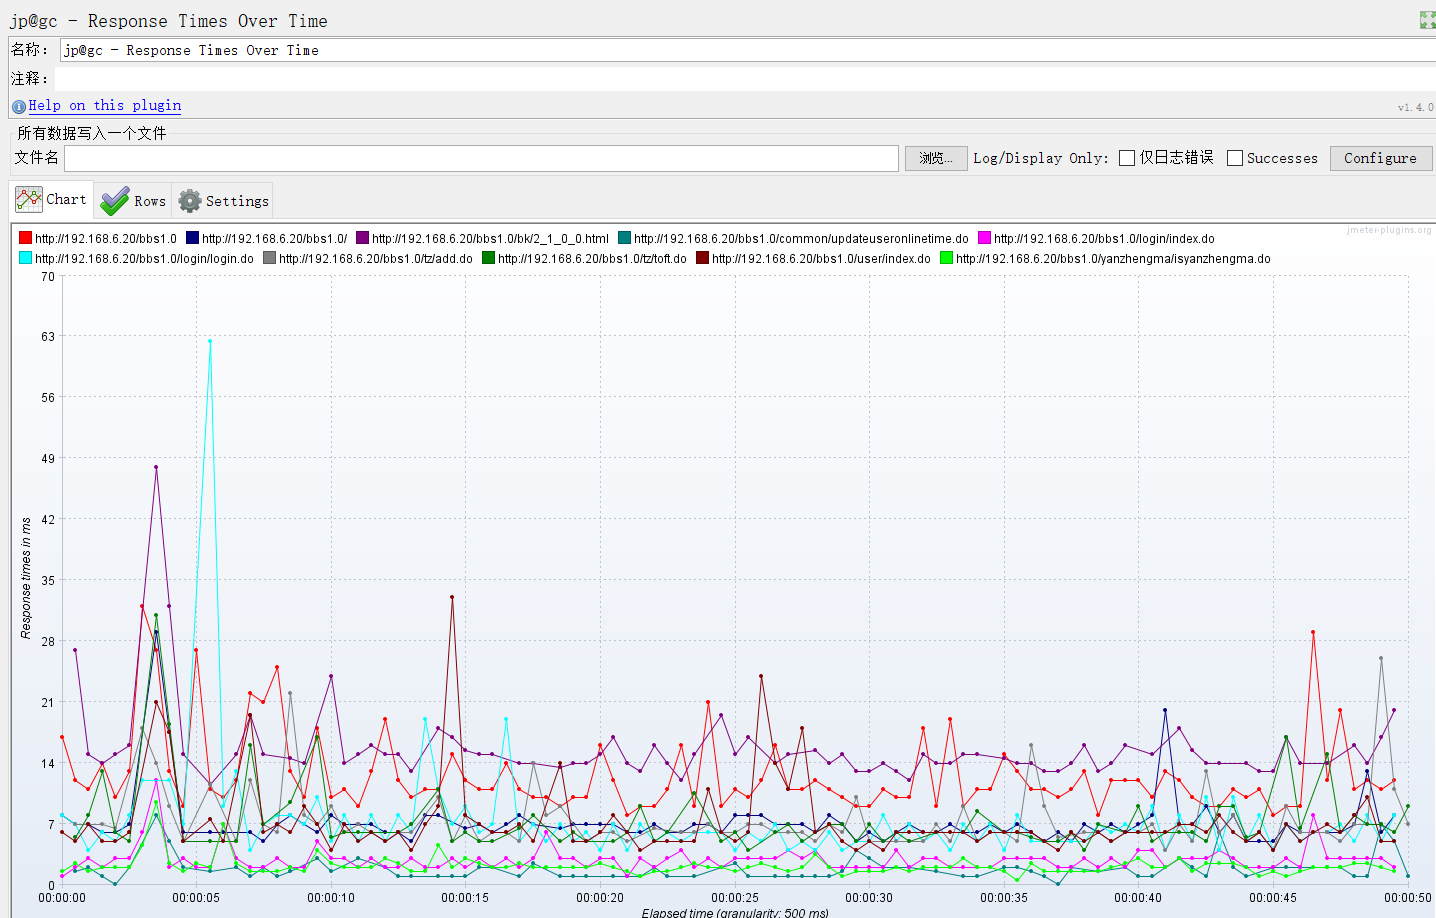 jp@gc - Response Times Over Time
名称： jp@gc - Response Times Over Time
注释：
Help on this plugin
v1.4.0
所有数据写入一个文件
文件名 浏览... Log/Display Only: 仅日志错误 Successes Configure
Chart Rows Settings
jmeter-plugins.org
http://192.168.6.20/bbs1.0 http://192.168.6.20/bbs1.0/ http://192.168.6.20/bbs1.0/bk/2_1_0_0.html http://192.168.6.20/bbs1.0/common/updateuseronlinetime.do http://192.168.6.20/bbs1.0/login/index.do
http://192.168.6.20/bbs1.0/login/login.do http://192.168.6.20/bbs1.0/tz/add.do http://192.168.6.20/bbs1.0/tz/toft.do http://192.168.6.20/bbs1.0/user/index.do http://192.168.6.20/bbs1.0/yanzhengma/isyanzhengma.do
70
63
56
49
42
35
28
21
14
7
0
Response times in ms
00:00:00 00:00:05 00:00:10 00:00:15 00:00:20 00:00:25 00:00:30 00:00:35 00:00:40 00:00:45 00:00:50
Elapsed time (granularity: 500 ms)